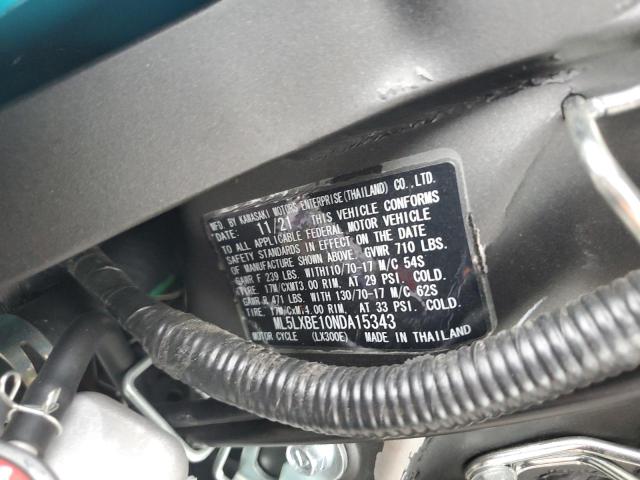 MFD. BY KAWASAKI MOTORS ENTERPRISE(THAILAND) CO.,LTD.
DATE: 11/21 THIS VEHICLE CONFORMS
TO ALL APPLICABLE FEDERAL MOTOR VEHICLE
SAFETY STANDARDS IN EFFECT ON THE DATE
OF MANUFACTURE SHOWN ABOVE. GVWR 710 LBS.
GAWR F 239 LBS. WITH110/70-17 M/C 54S
TIRE, 17M/CXMT3.00 RIM. AT 29 PSI COLD.
GAWR R 471 LBS. WITH 130/70-17 M/C 62S
TIRE, 17M/CXMT4.00 RIM. AT 33 PSI COLD.
ML5LXBE10NDA15343
MOTOR CYCLE (LX300E) MADE IN THAILAND